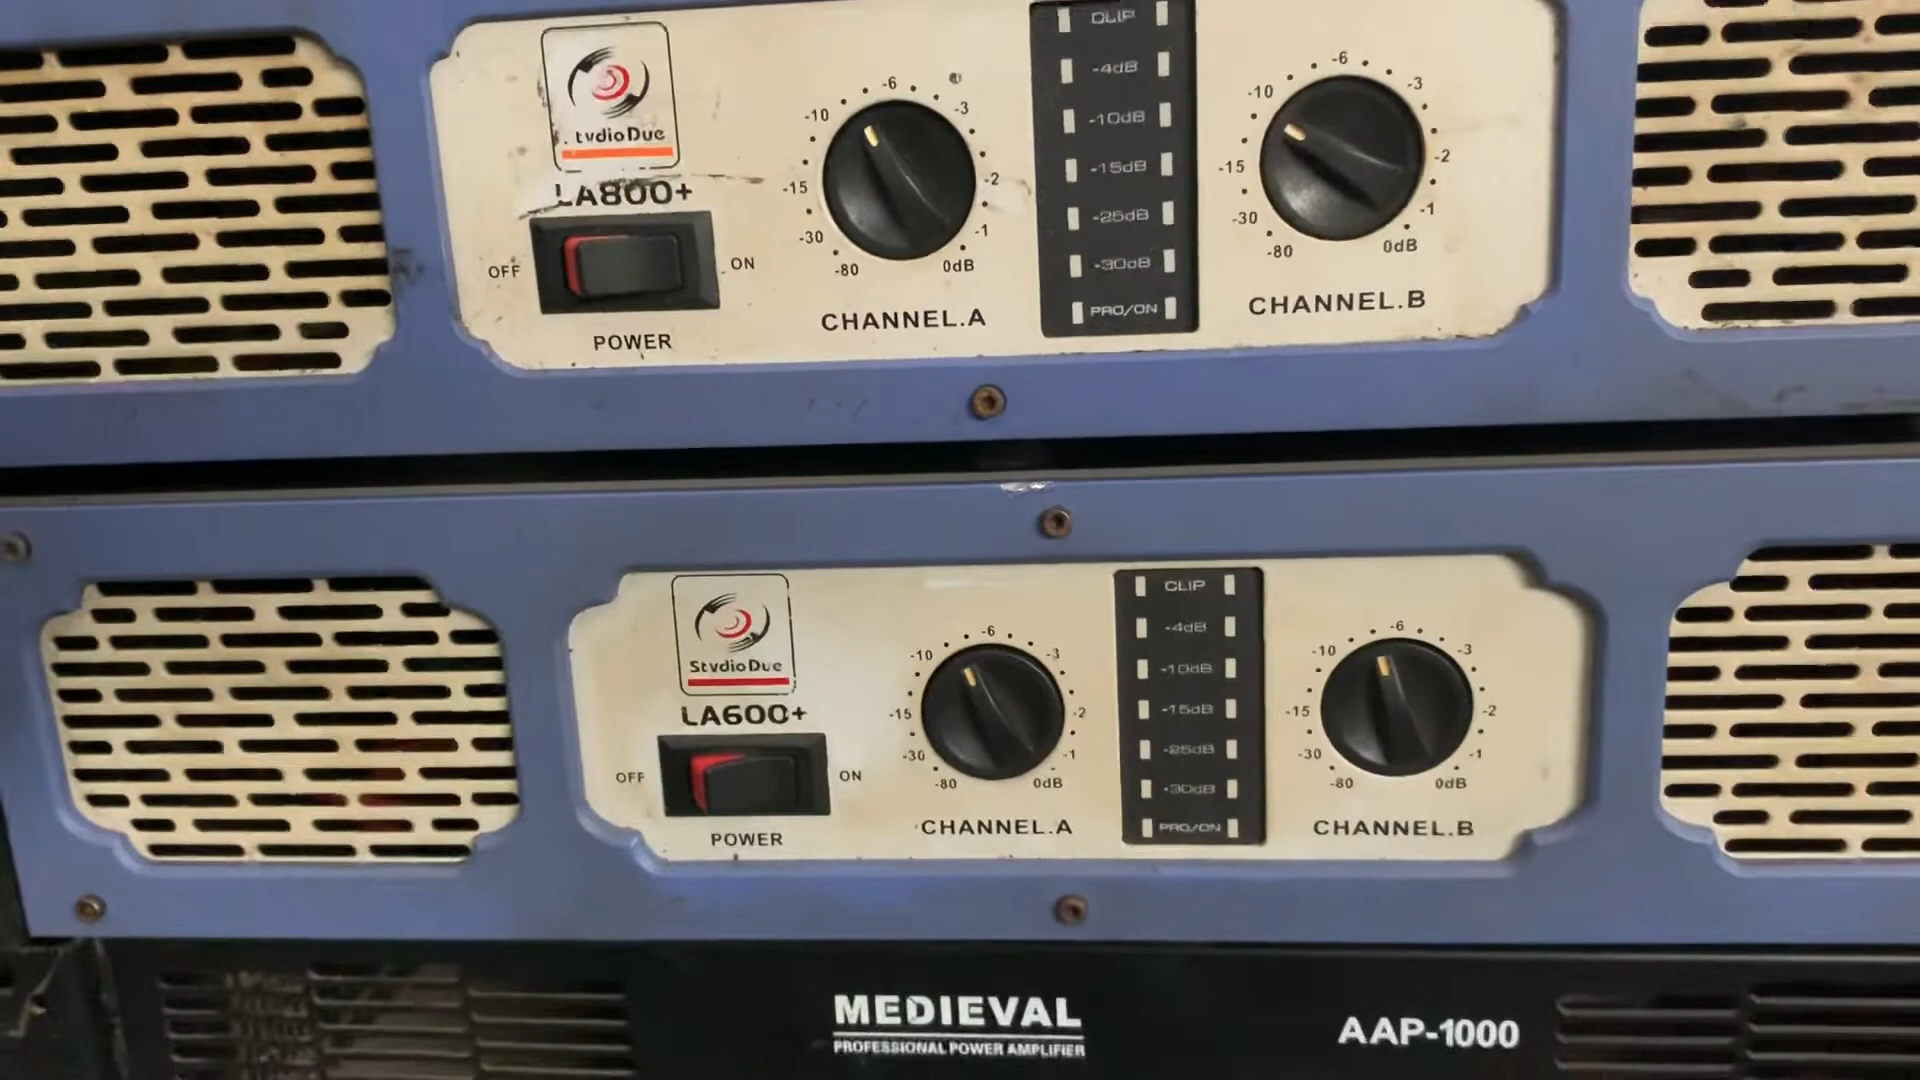 .tvdioDue
LA800+
OFF
ON
POWER
-80
-30
-15
-10
-6
-3
-2
-1
0dB
CHANNEL.A
CLIP
-4dB
-10dB
-15dB
-25dB
-30dB
PRO/ON
-80
-30
-15
-10
-6
-3
-2
-1
0dB
CHANNEL.B
StvdioDue
LA600+
OFF
ON
POWER
-80
-30
-15
-10
-6
-3
-2
-1
0dB
CHANNEL.A
CLIP
-4dB
-10dB
-15dB
-25dB
-30dB
PRO/ON
-80
-30
-15
-10
-6
-3
-2
-1
0dB
CHANNEL.B
MEDIEVAL
PROFESSIONAL POWER AMPLIFIER
AAP-1000